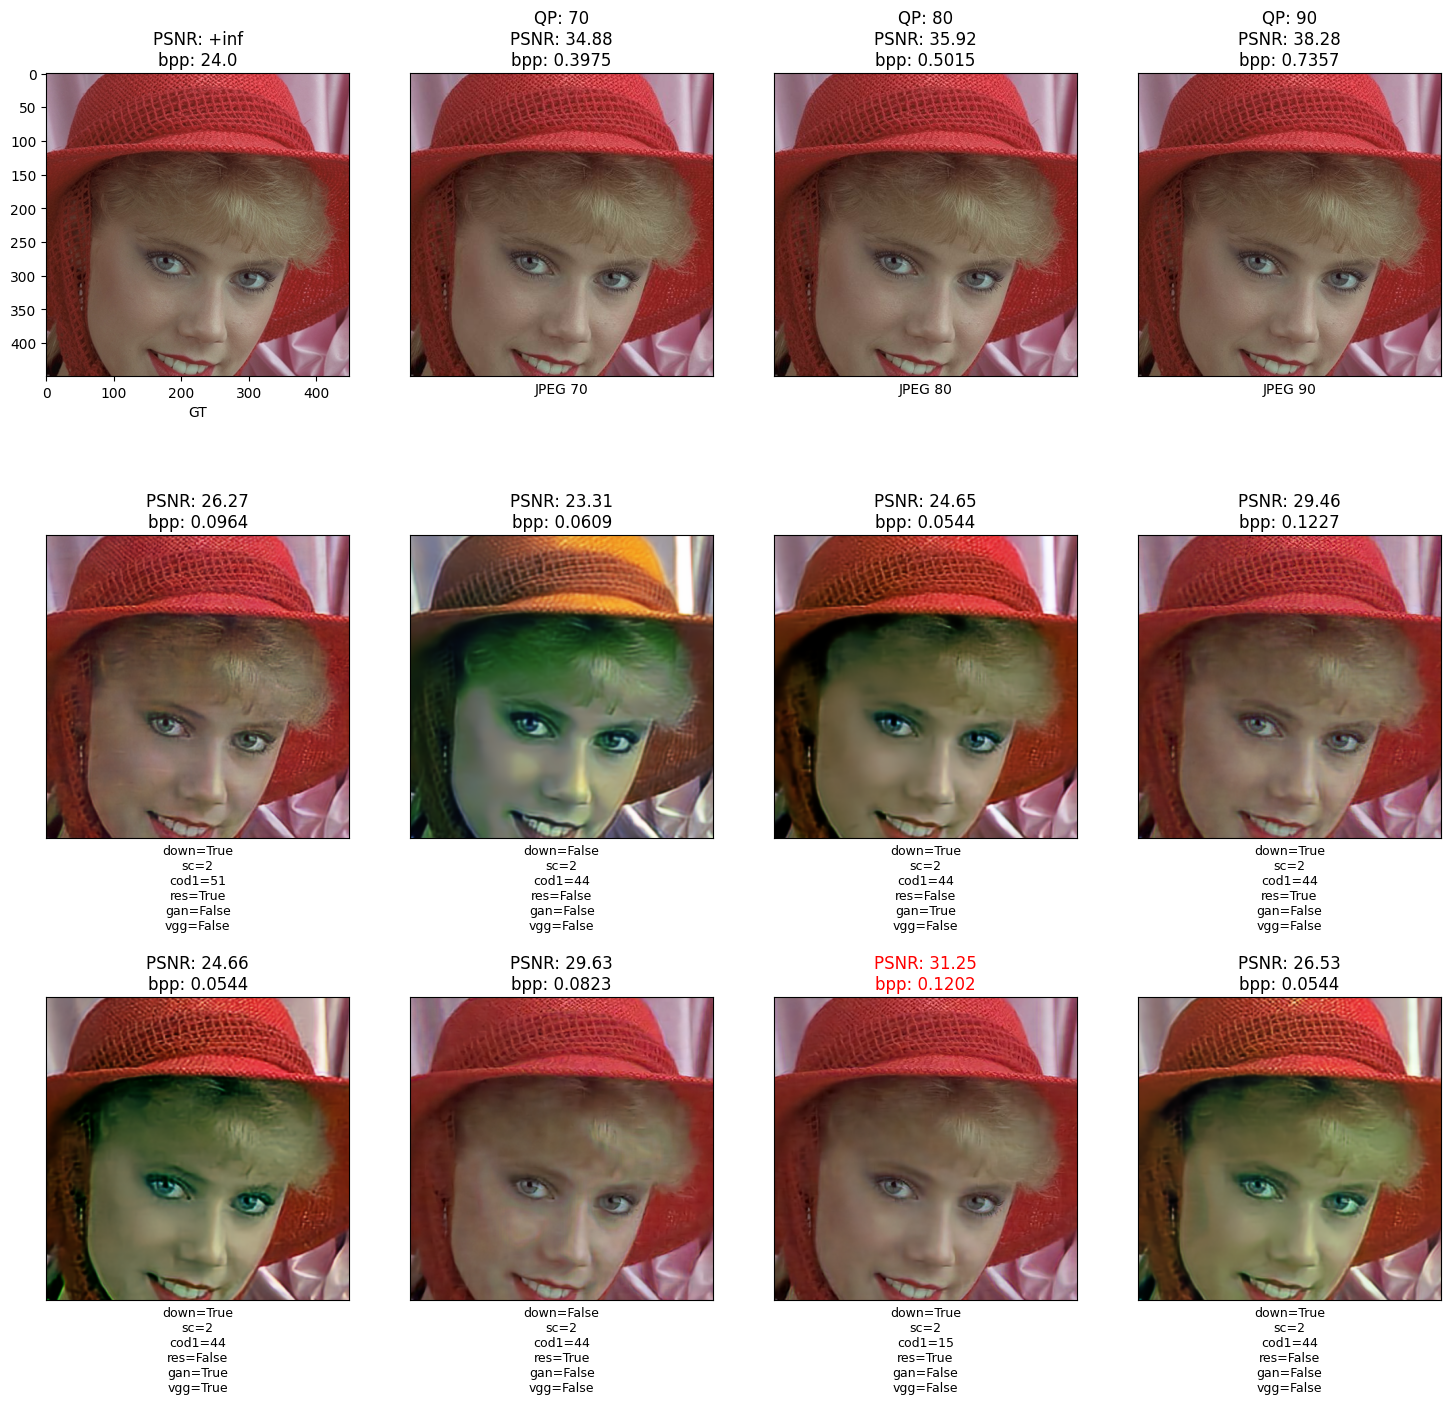 PSNR: +inf
bpp: 24.0
QP: 70
PSNR: 34.88
bpp: 0.3975
QP: 80
PSNR: 35.92
bpp: 0.5015
QP: 90
PSNR: 38.28
bpp: 0.7357
0
50
100
150
200
250
300
350
400
0 100 200 300 400
GT
JPEG 70
JPEG 80
JPEG 90
PSNR: 26.27
bpp: 0.0964
PSNR: 23.31
bpp: 0.0609
PSNR: 24.65
bpp: 0.0544
PSNR: 29.46
bpp: 0.1227
down=True
sc=2
cod1=51
res=True
gan=False
vgg=False
down=False
sc=2
cod1=44
res=False
gan=False
vgg=False
down=True
sc=2
cod1=44
res=False
gan=True
vgg=False
down=True
sc=2
cod1=44
res=True
gan=False
vgg=False
PSNR: 24.66
bpp: 0.0544
PSNR: 29.63
bpp: 0.0823
PSNR: 31.25
bpp: 0.1202
PSNR: 26.53
bpp: 0.0544
down=True
sc=2
cod1=44
res=False
gan=True
vgg=True
down=False
sc=2
cod1=44
res=True
gan=False
vgg=False
down=True
sc=2
cod1=15
res=True
gan=False
vgg=False
down=True
sc=2
cod1=44
res=False
gan=False
vgg=False